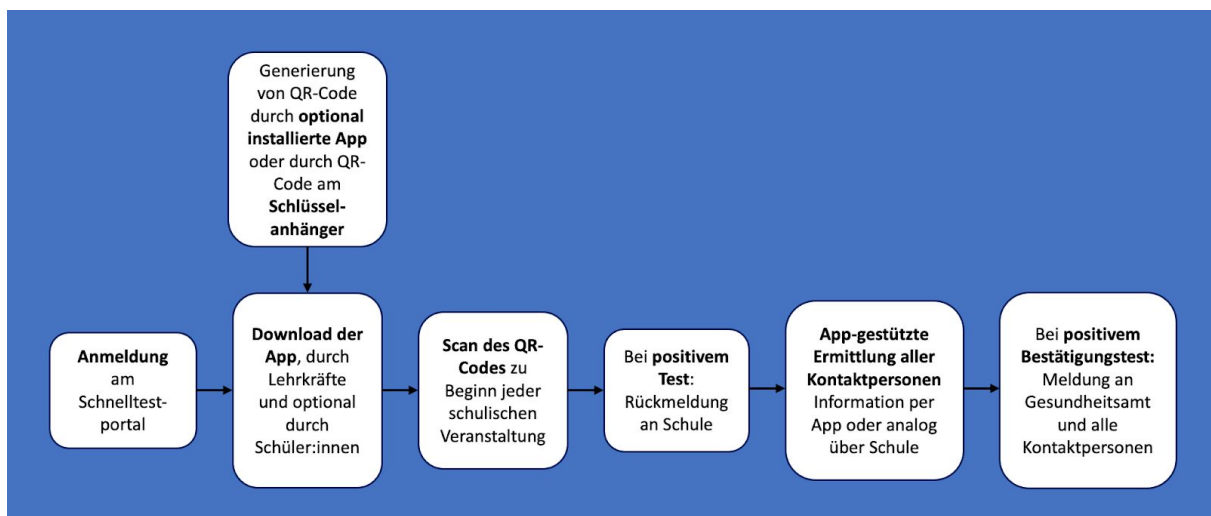 Generierung
von QR-Code
durch optional
installierte App
oder durch QR-
Code am
Schlüssel-
anhänger
Anmeldung
am
Schnelltest-
portal
Download der
App, durch
Lehrkräfte
und optional
durch
Schüler:innen
Scan des QR-
Codes zu
Beginn jeder
schulischen
Veranstaltung
Bei positivem
Test:
Rückmeldung
an Schule
App-gestützte
Ermittlung aller
Kontaktpersonen
Information per
App oder analog
über Schule
Bei positivem
Bestätigungstest:
Meldung an
Gesundheitsamt
und alle
Kontaktpersonen